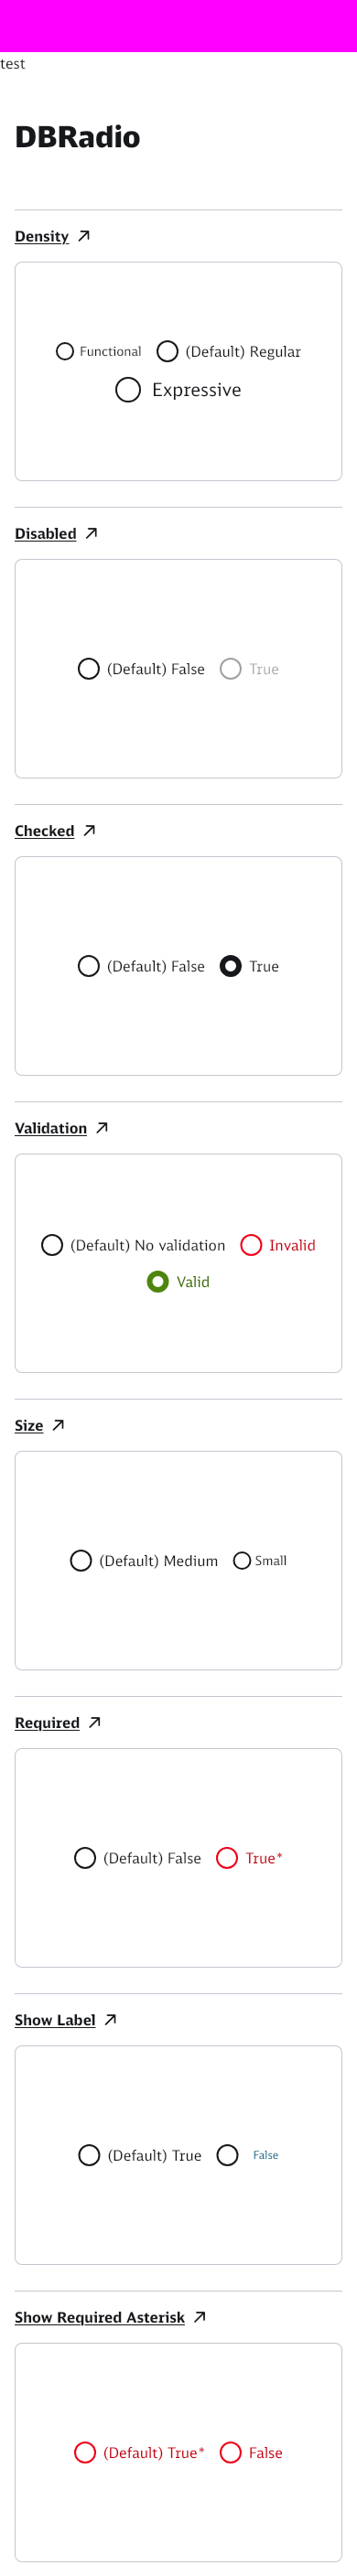 test
DBRadio
Density
Functional (Default) Regular
Expressive
Disabled
(Default) False True
Checked
(Default) False True
Validation
(Default) No validation Invalid
Valid
Size
(Default) Medium Small
Required
(Default) False True*
Show Label
(Default) True False
Show Required Asterisk
(Default) True* False